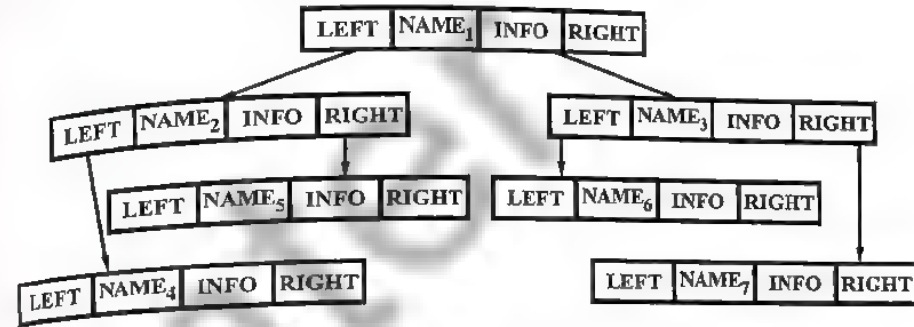 LEFT NAME₁ INFO RIGHT
LEFT NAME₂ INFO RIGHT
LEFT NAME₃ INFO RIGHT
LEFT NAME₅ INFO RIGHT
LEFT NAME₆ INFO RIGHT
LEFT NAME₄ INFO RIGHT
LEFT NAME₇ INFO RIGHT